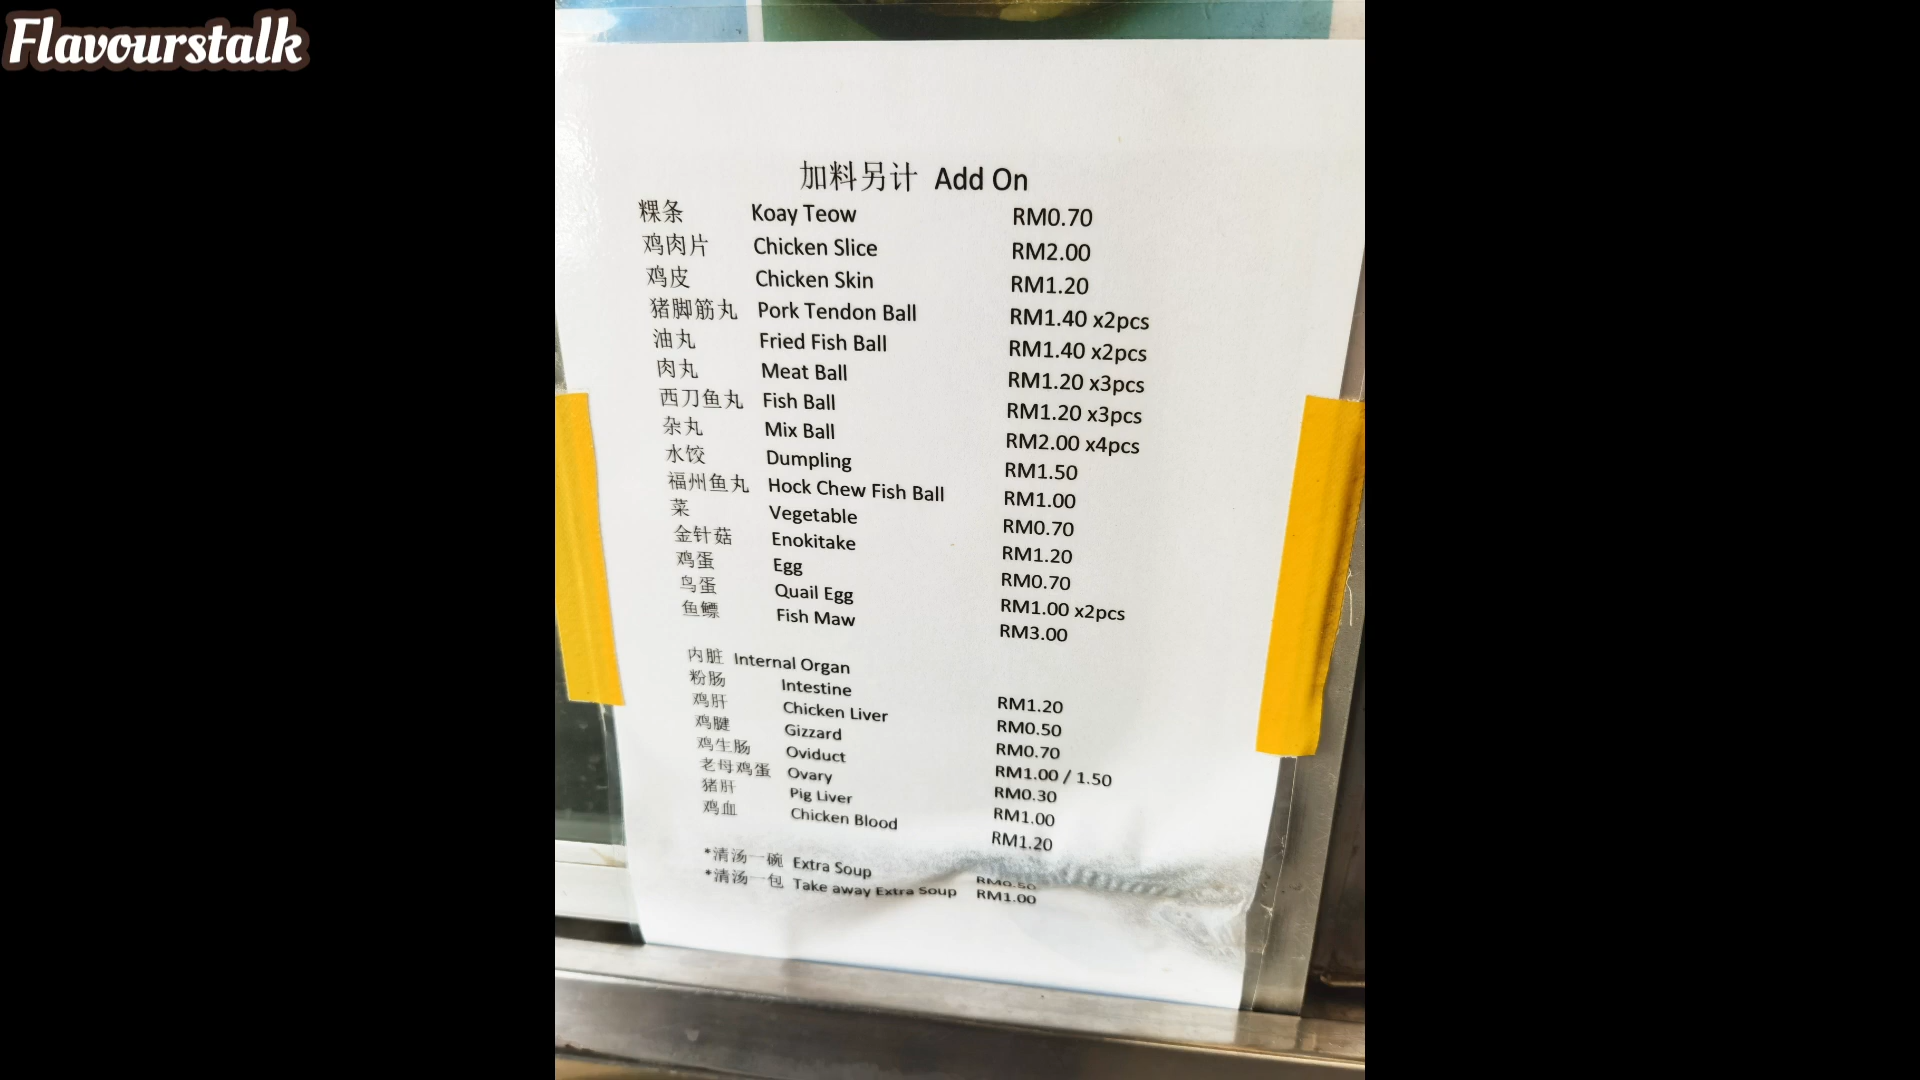 Flavourstalk
加料另计 Add On
粿条 Koay Teow RM0.70
鸡肉片 Chicken Slice RM2.00
鸡皮 Chicken Skin RM1.20
猪脚筋丸 Pork Tendon Ball RM1.40 x2pcs
油丸 Fried Fish Ball RM1.40 x2pcs
肉丸 Meat Ball RM1.20 x3pcs
西刀鱼丸 Fish Ball RM1.20 x3pcs
杂丸 Mix Ball RM2.00 x4pcs
水饺 Dumpling RM1.50
福州鱼丸 Hock Chew Fish Ball RM1.00
菜 Vegetable RM0.70
金针菇 Enokitake RM1.20
鸡蛋 Egg RM0.70
鸟蛋 Quail Egg RM1.00 x2pcs
鱼鳔 Fish Maw RM3.00
内脏 Internal Organ
粉肠 Intestine RM1.20
鸡肝 Chicken Liver RM0.50
鸡腱 Gizzard RM0.70
鸡生肠 Oviduct RM1.00 / 1.50
老母鸡蛋 Ovary RM0.30
猪肝 Pig Liver RM1.00
鸡血 Chicken Blood RM1.20
*清汤一碗 Extra Soup RM0.50
*清汤一包 Take away Extra Soup RM1.00